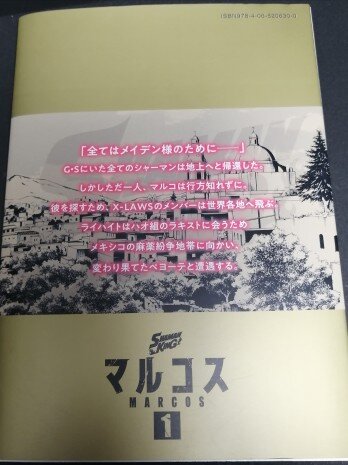 ISBN978-4-06-520630-0
「全てはメイデン様のために――」
G・Sにいた全てのシャーマンは地上へと帰還した。
しかしただ一人、マルコは行方知れずに。
彼を探すため、X-LAWSのメンバーは世界各地へ飛ぶ。
ライハイトはハオ組のラキストに会うため
メキシコの麻薬紛争地帯に向かい、
変わり果てたペヨーテと遭遇する。
SHAMAN
KING
マルコス
MARCOS
1